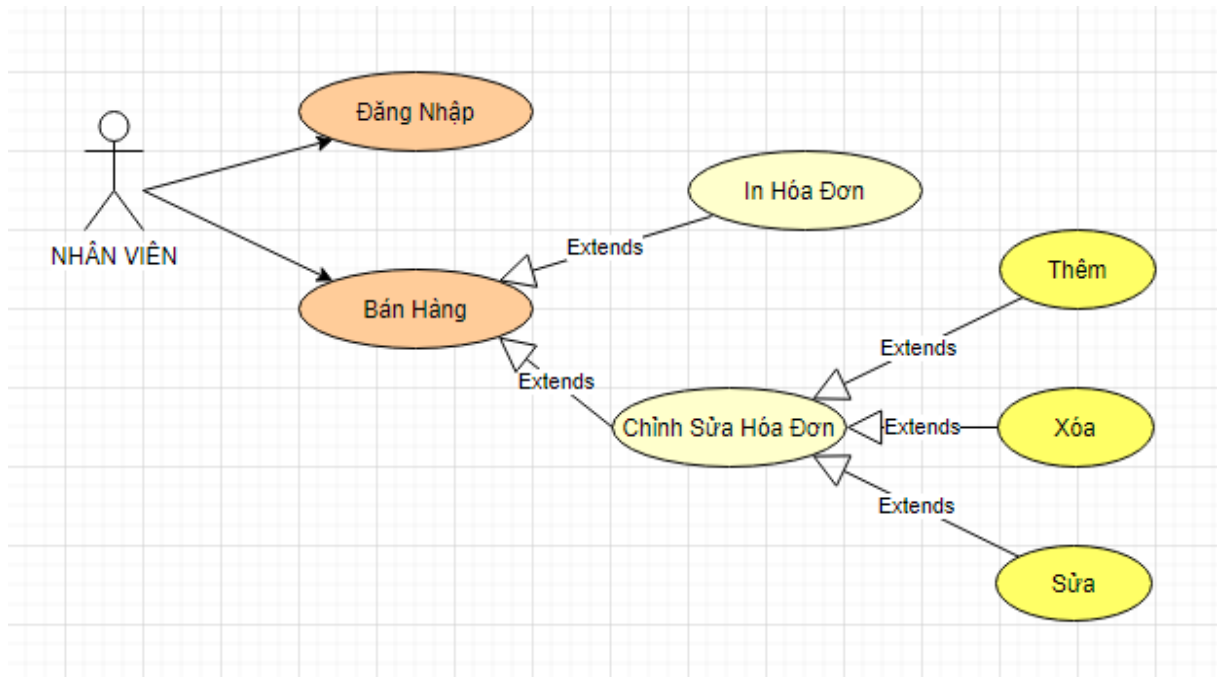 Đăng Nhập
In Hóa Đơn
Extends
NHÂN VIÊN
Thêm
Bán Hàng
Extends
Extends
Chỉnh Sửa Hóa Đơn
Extends
Xóa
Extends
Sửa